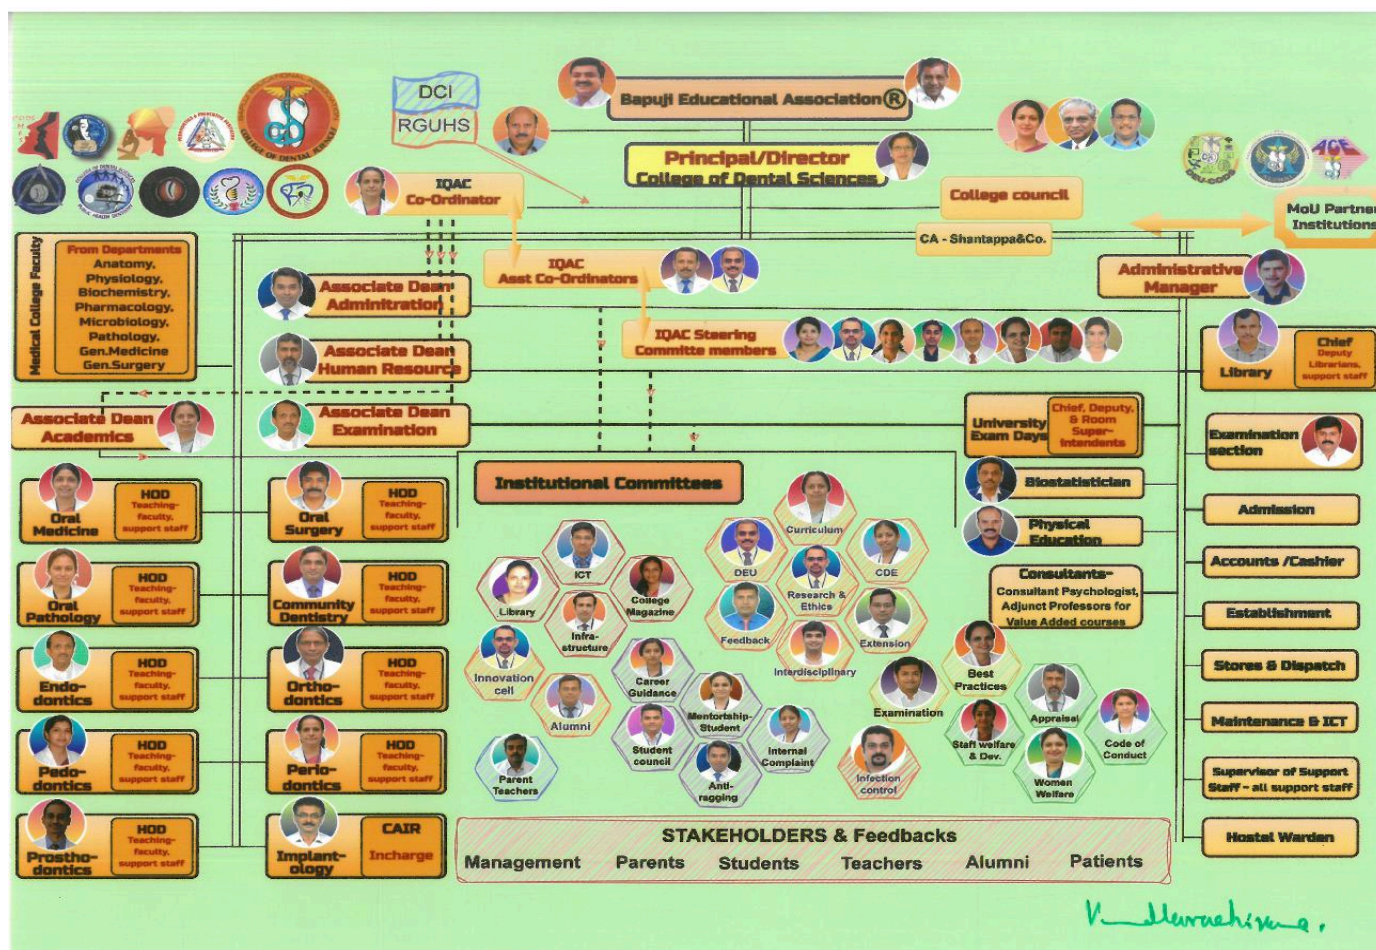 DCI
RGUHS
Bapuji Educational Association®
Principal/Director
College of Dental Sciences
COLLEGE OF DENTAL SCIENCES
IQAC
Co-Ordinator
College council
CA - Shantappa&Co.
MoU Partner
Institutions
Medical College Faculty
From Departments
Anatomy,
Physiology,
Biochemistry,
Pharmacology,
Microbiology,
Pathology,
Gen.Medicine
Gen.Surgery
IQAC
Asst Co-Ordinators
Associate Dean
Adminitration
Administrative
Manager
IQAC Steering
Committe members
Associate Dean
Human Resource
Library
Chief
Deputy
Librarians,
support staff
Associate Dean
Academics
Associate Dean
Examination
University
Exam Days
Chief, Deputy,
& Room
Super-
Intendents
Examination
section
Institutional Committees
Biostatistician
Physical
Education
Consultants-
Consultant Psychologist,
Adjunct Professors for
Value Added courses
Admission
Accounts /Cashier
Establishment
Stores & Dispatch
Maintenance & ICT
Supervisor of Support
Staff - all support staff
Hostel Warden
Oral
Medicine
HOD
Teaching-
faculty,
support staff
Oral
Surgery
HOD
Teaching-
faculty,
support staff
Oral
Pathology
HOD
Teaching-
faculty,
support staff
Community
Dentistry
HOD
Teaching-
faculty,
support staff
Endo-
dontics
HOD
Teaching-
faculty,
support staff
Ortho-
dontics
HOD
Teaching-
faculty,
support staff
Pedo-
dontics
HOD
Teaching-
faculty,
support staff
Perio-
dontics
HOD
Teaching-
faculty,
support staff
Prostho-
dontics
HOD
Teaching-
faculty,
support staff
Implant-
ology
CAIR
Incharge
Curriculum
ICT
DEU
CDE
Library
College
Magazine
Research &
Ethics
Infra-
structure
Feedback
Extension
Interdisciplinary
Innovation
cell
Career
Guidance
Best
Practices
Alumni
Mentortship-
Student
Examination
Appraisal
Student
council
Internal
Complaint
Staff welfare
& Dev.
Code of
Conduct
Parent
Teachers
Anti-
ragging
Infection
control
Women
Welfare
STAKEHOLDERS & Feedbacks
Management Parents Students Teachers Alumni Patients